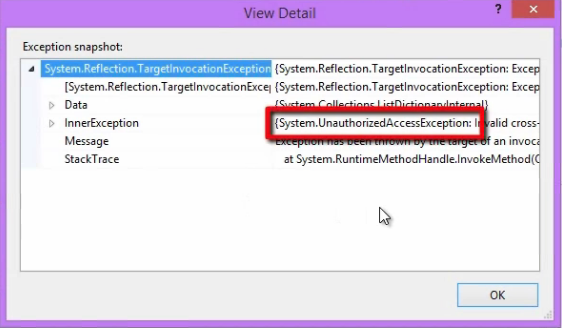 View Detail
? ×
Exception snapshot:
System.Reflection.TargetInvocationException {System.Reflection.TargetInvocationException: Excep
[System.Reflection.TargetInvocationExce {System.Reflection.TargetInvocationException: Excep
Data {System.Collections.ListDictionaryInternal}
InnerException {System.UnauthorizedAccessException: Invalid cross-
Message Exception has been thrown by the target of an invoca
StackTrace at System.RuntimeMethodHandle.InvokeMethod(O
OK